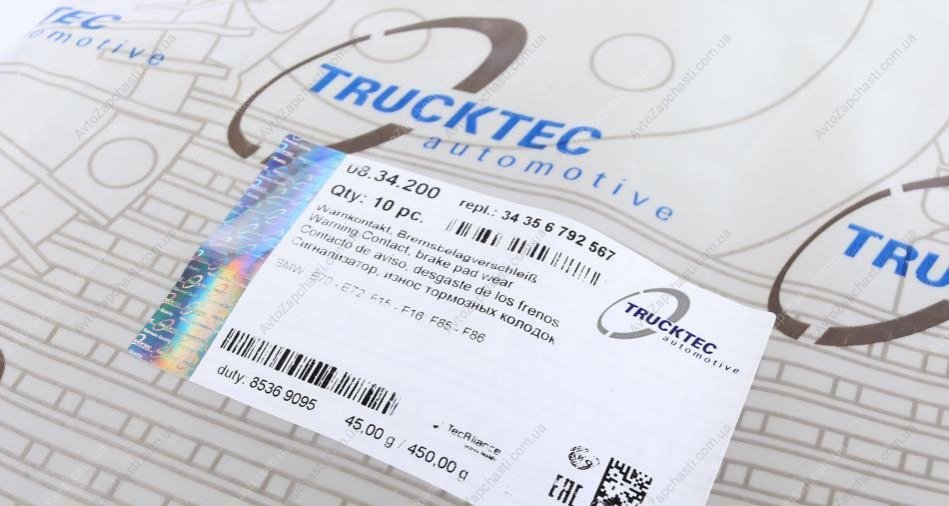 TEC
omotive
TRUCKTEC
automotive
08.34.200
repl.: 34 35 6 792 567
Qty: 10 pc.
Warnkontakt, Bremsbelagverschleiß
Warning Contact, brake pad wear
Contacto de aviso, desgaste de los frenos
Сигнализатор, износ тормозных колодок
BMW E70 - E72 F15 - F16 F85 - F86
TRUCKTEC
automotive
duty: 8536 9095
45,00 g / 450,00 g
TecAlliance
EAC
TRU
AvtoZapchasti.com.ua